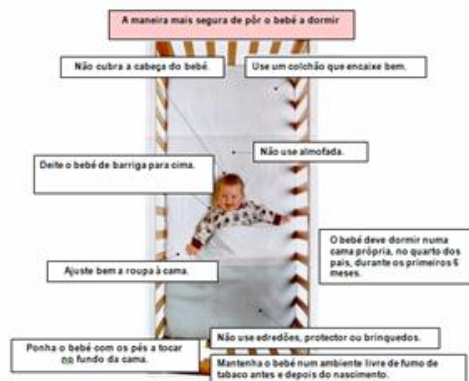 A maneira mais segura de pôr o bebé a dormir
Não cubra a cabeça do bebé.
Use um colchão que encaixe bem.
Não use almofada.
Deite o bebé de barriga para cima.
O bebé deve dormir numa
cama própria, no quarto dos
pais, durante os primeiros 6
meses.
Ajuste bem a roupa à cama.
Não use edredões, protector ou brinquedos.
Ponha o bebé com os pés a tocar
no fundo da cama.
Mantenha o bebé num ambiente livre de fumo de
tabaco antes e depois do nascimento.